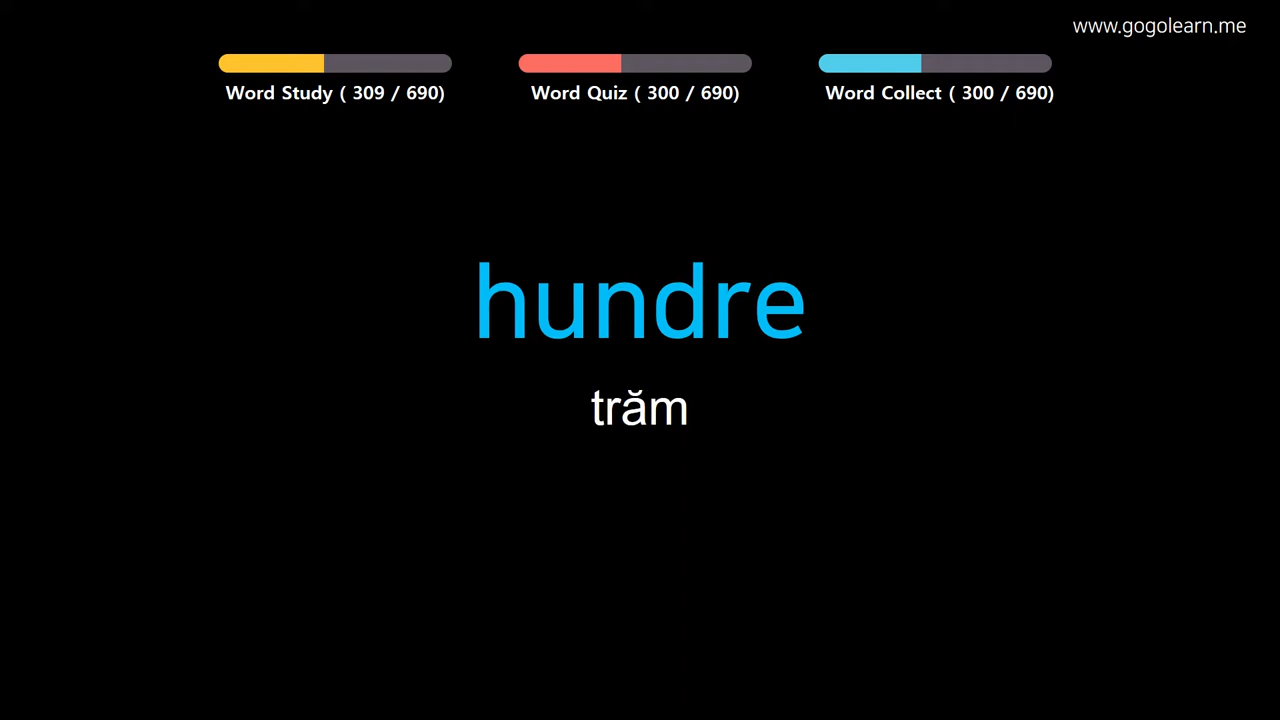 www.gogolearn.me
Word Study ( 309 / 690)
Word Quiz ( 300 / 690)
Word Collect ( 300 / 690)
hundre
trăm